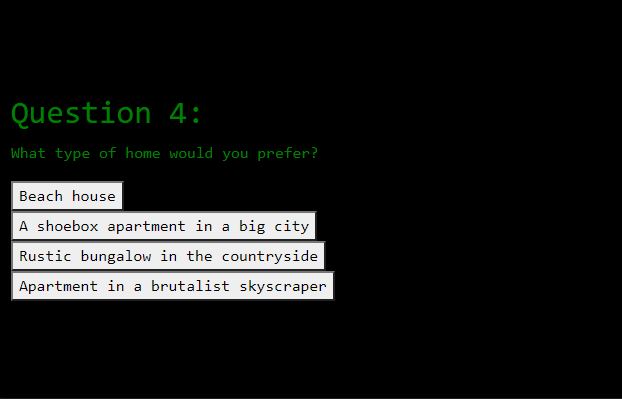 Question 4:
What type of home would you prefer?
Beach house
A shoebox apartment in a big city
Rustic bungalow in the countryside
Apartment in a brutalist skyscraper